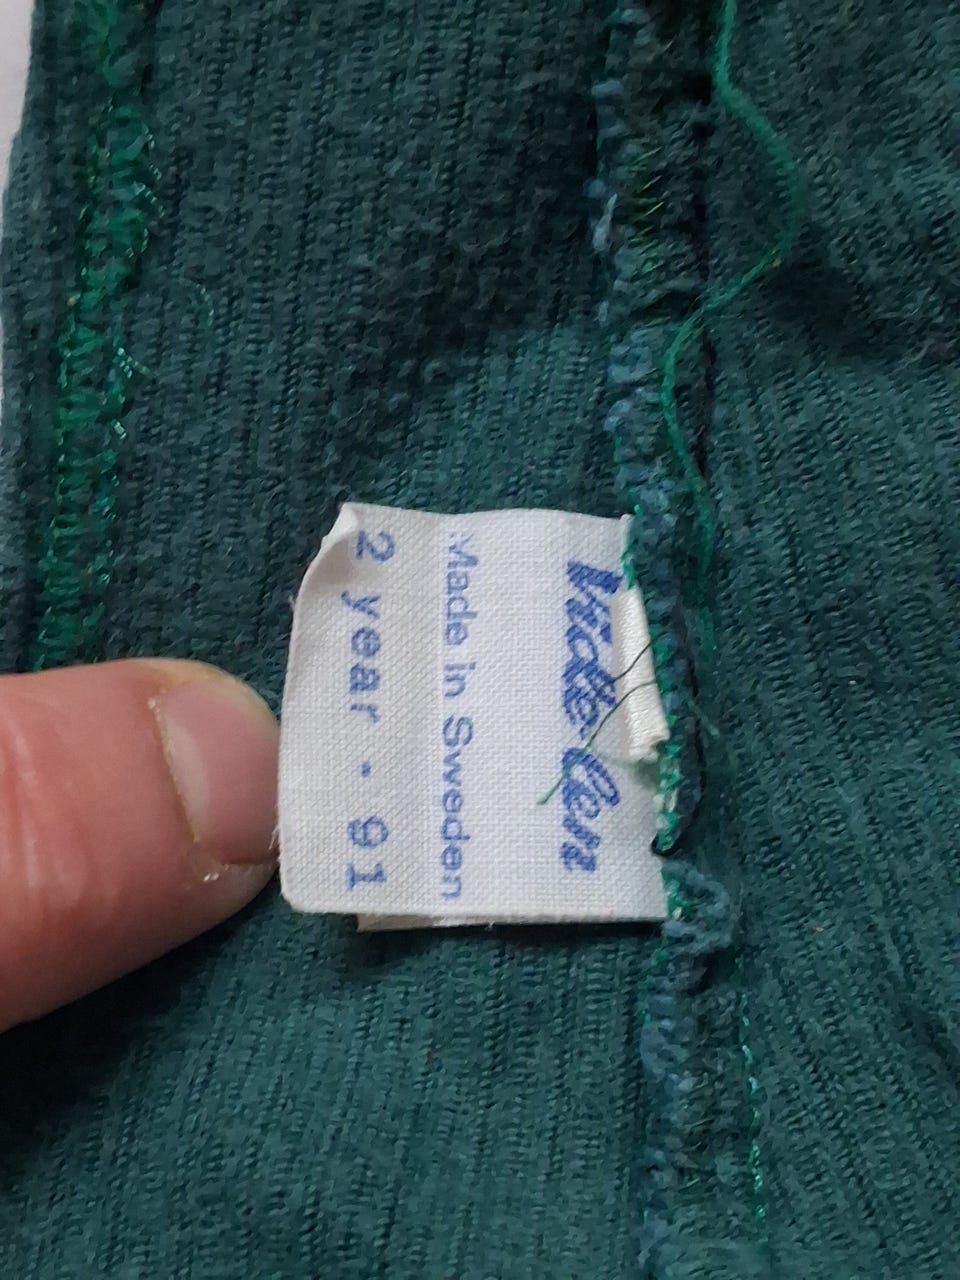 Made in Sweden
2 year · 91